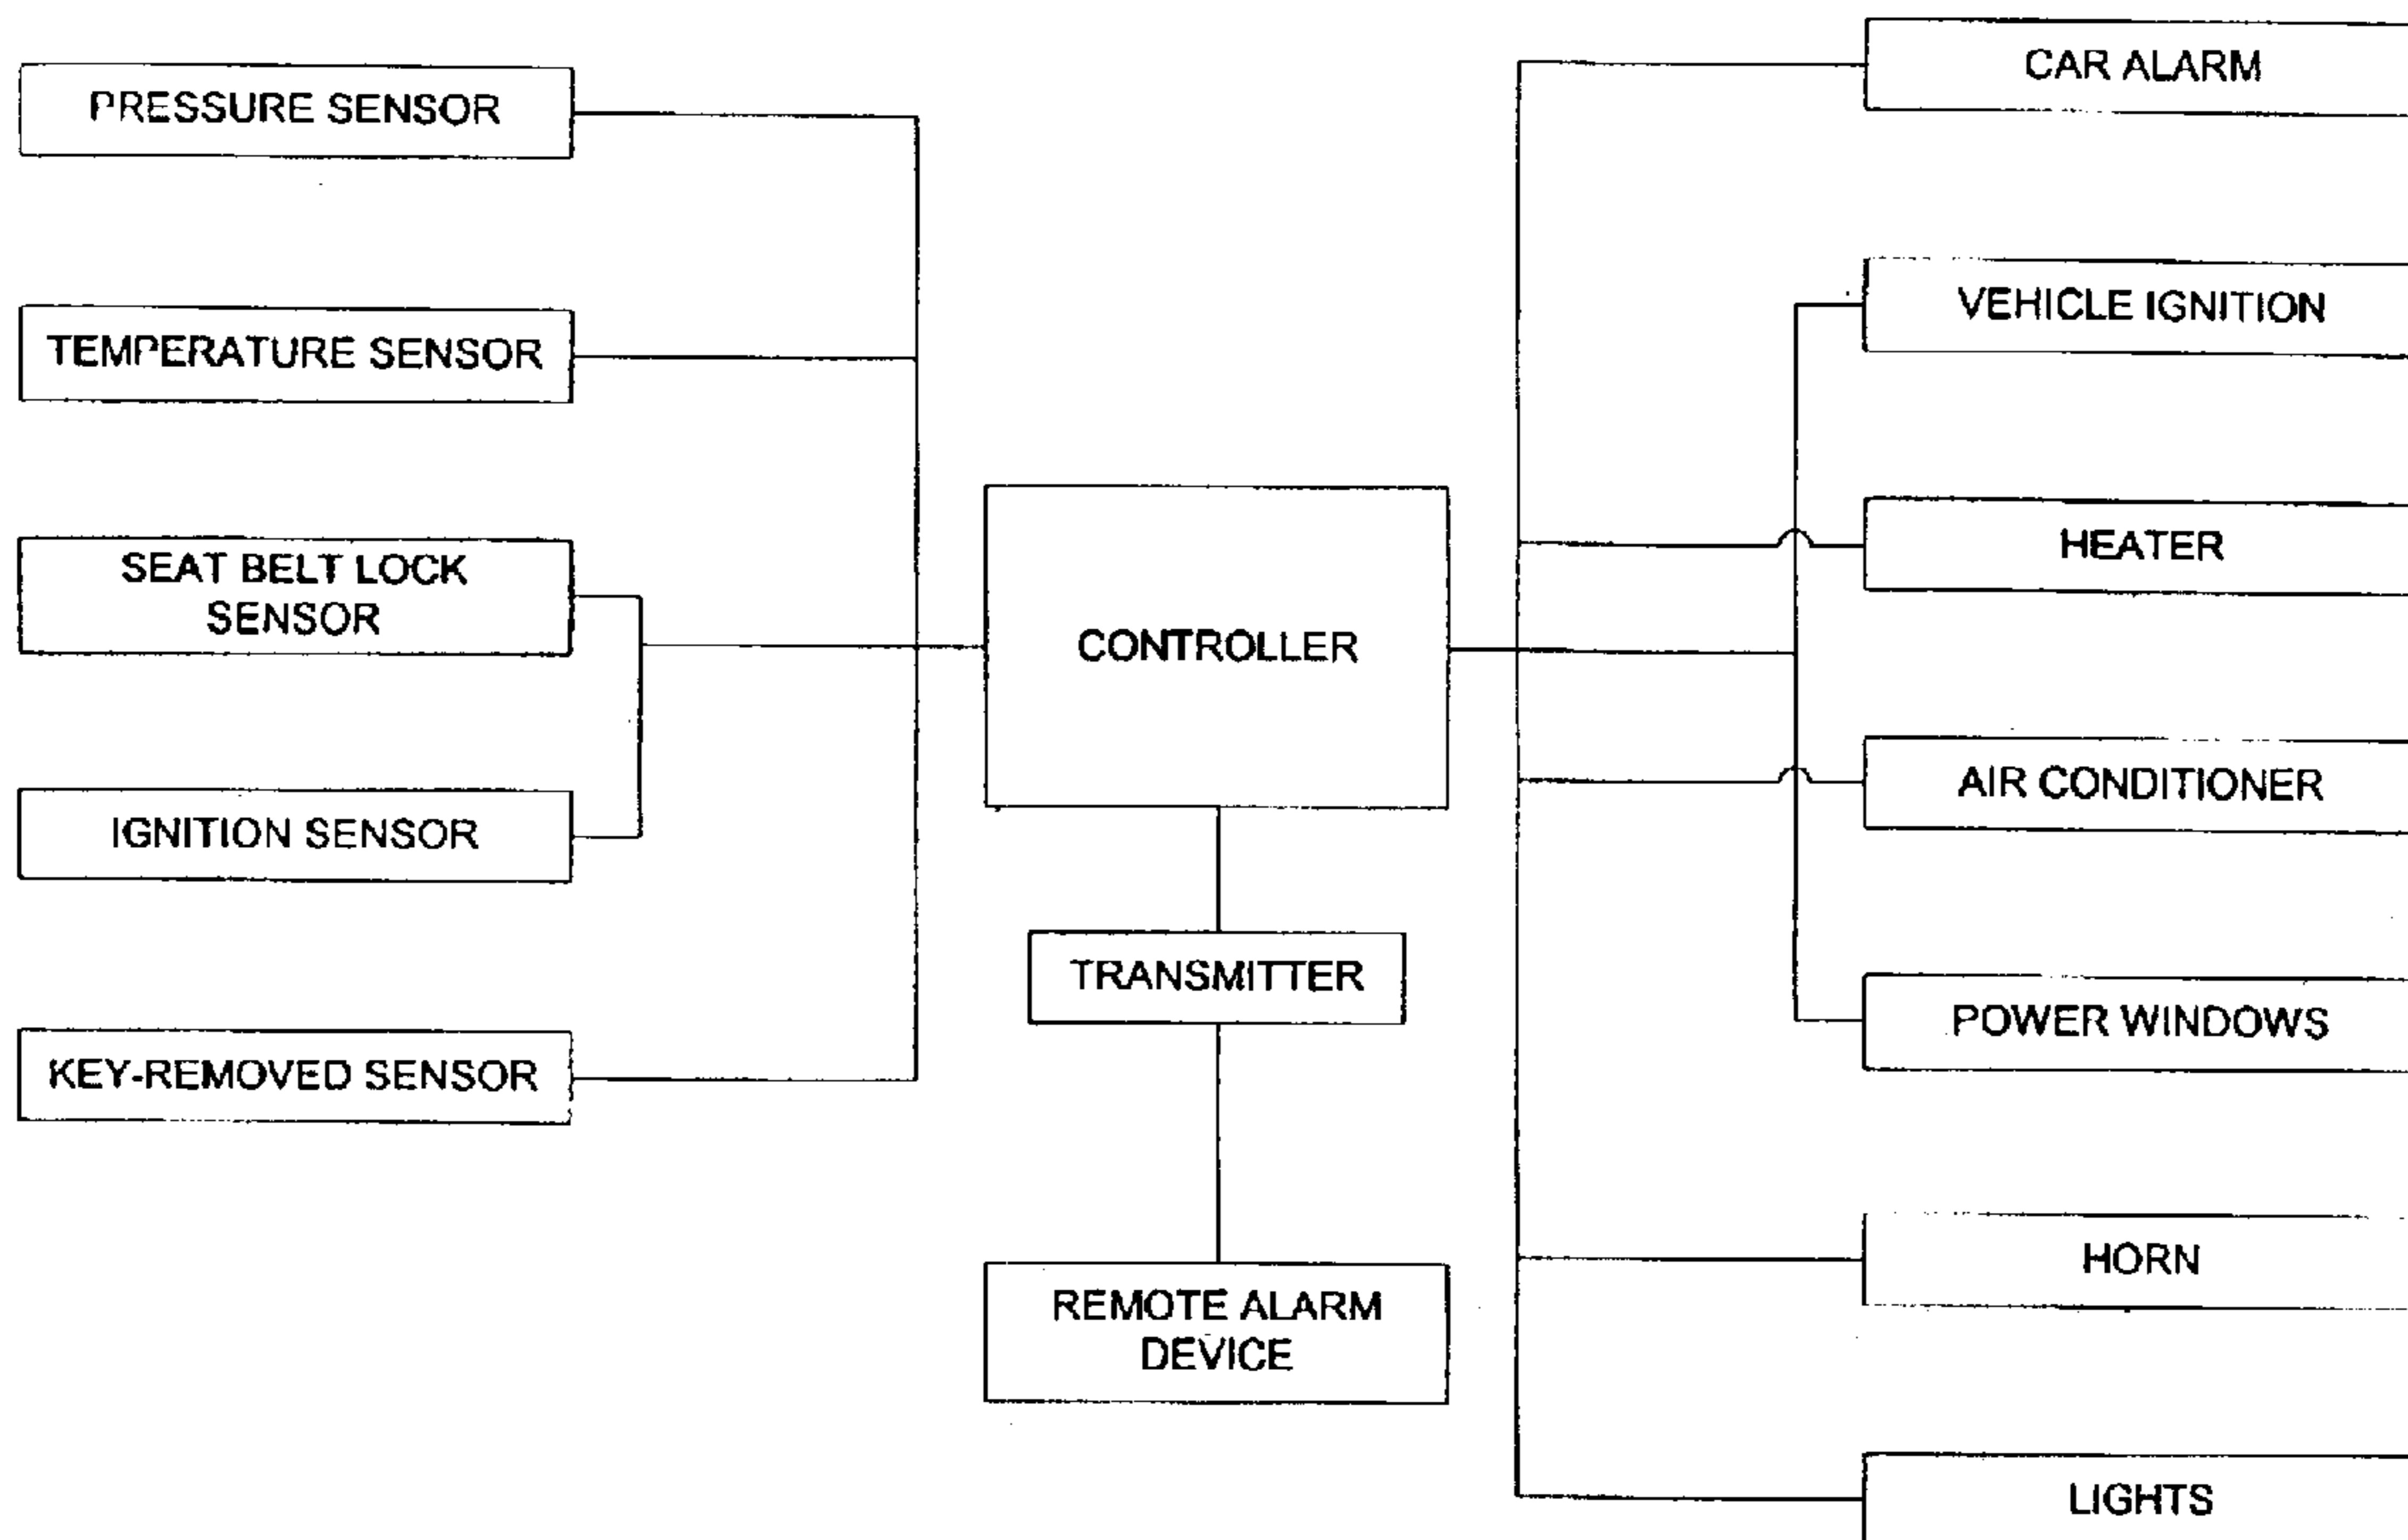 PRESSURE SENSOR
TEMPERATURE SENSOR
SEAT BELT LOCK
SENSOR
IGNITION SENSOR
KEY-REMOVED SENSOR
CONTROLLER
TRANSMITTER
REMOTE ALARM
DEVICE
CAR ALARM
VEHICLE IGNITION
HEATER
AIR CONDITIONER
POWER WINDOWS
HORN
LIGHTS